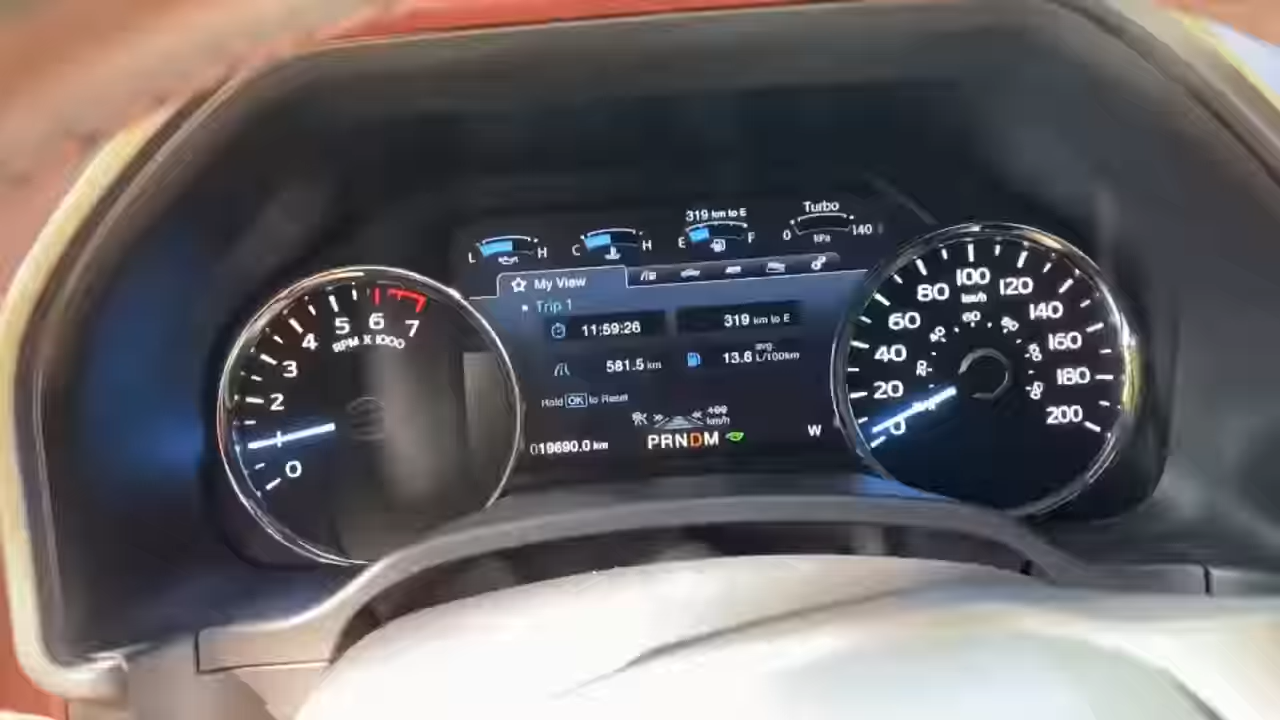 319 km to E
Turbo
L H
C H
E F
0 140
kPa
My View
Trip 1
11:59:26
319 km to E
581.5 km
avg.
13.6 L/100km
Hold OK to Reset
km/h
019690.0 km
PRNDM
W
0 1 2 3 4 5 6 7
RPM X 1000
0 20 40 60 80 100 120 140 160 180 200
km/h
60